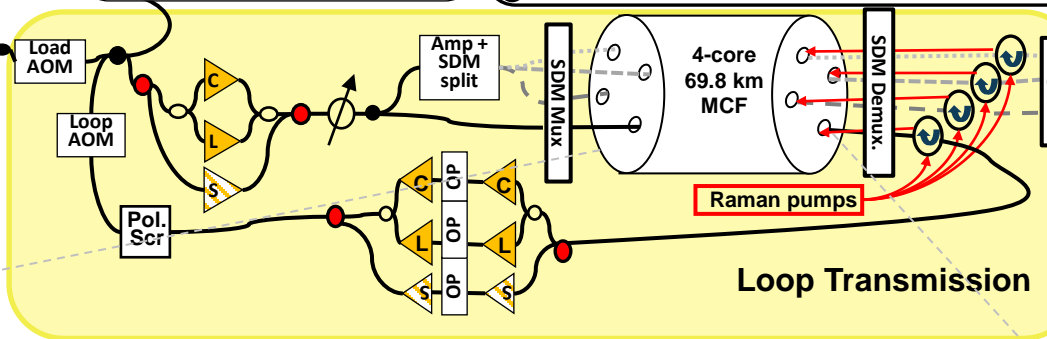 Load
AOM
Loop
AOM
Pol.
Scr
C
L
S
Amp +
SDM
split
SDM Mux
4-core
69.8 km
MCF
SDM Demux.
Raman pumps
C
OP
C
L
OP
L
S
OP
S
Loop Transmission